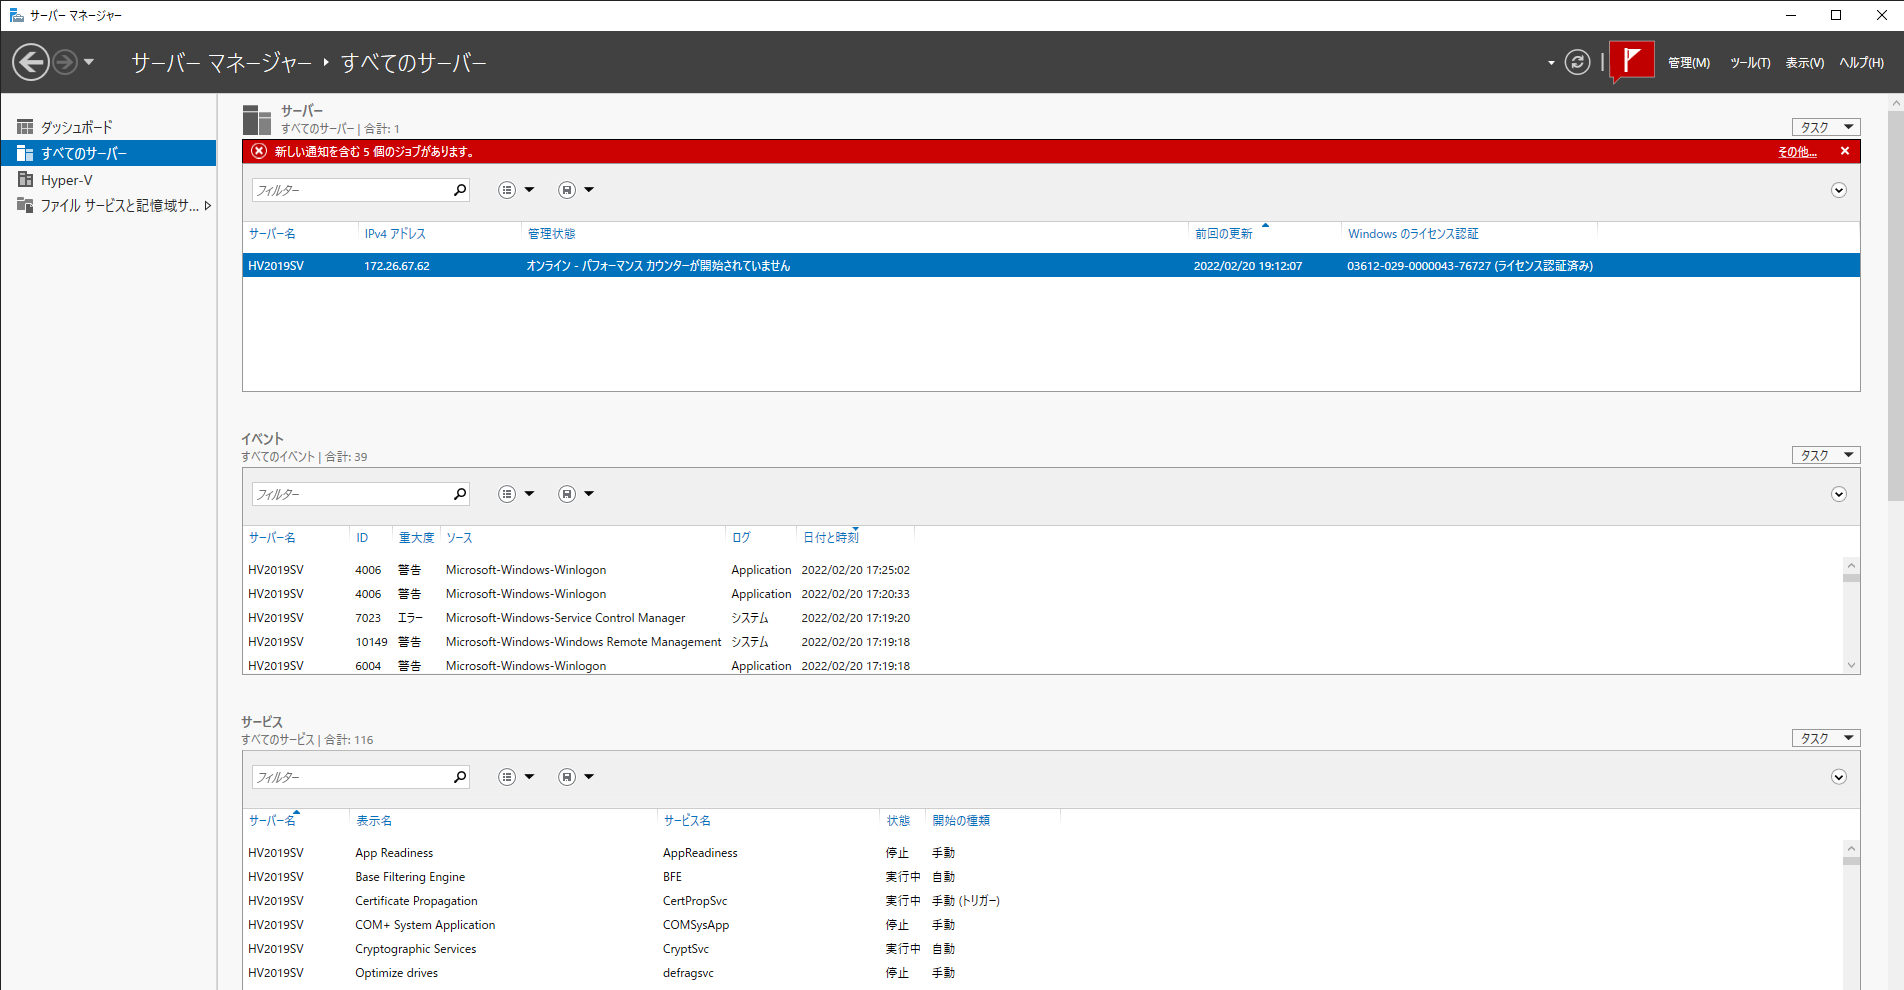 サーバー マネージャー
サーバー マネージャー ‣ すべてのサーバー
管理(M) ツール(T) 表示(V) ヘルプ(H)
ダッシュボード
すべてのサーバー
Hyper-V
ファイル サービスと記憶域サ...
サーバー
すべてのサーバー | 合計: 1
タスク
新しい通知を含む 5 個のジョブがあります。 その他...
フィルター
サーバー名 IPv4 アドレス 管理状態 前回の更新 Windows のライセンス認証
HV2019SV 172.26.67.62 オンライン - パフォーマンス カウンターが開始されていません 2022/02/20 19:12:07 03612-029-0000043-76727 (ライセンス認証済み)
イベント
すべてのイベント | 合計: 39
タスク
フィルター
サーバー名 ID 重大度 ソース ログ 日付と時刻
HV2019SV 4006 警告 Microsoft-Windows-Winlogon Application 2022/02/20 17:25:02
HV2019SV 4006 警告 Microsoft-Windows-Winlogon Application 2022/02/20 17:20:33
HV2019SV 7023 エラー Microsoft-Windows-Service Control Manager システム 2022/02/20 17:19:20
HV2019SV 10149 警告 Microsoft-Windows-Windows Remote Management システム 2022/02/20 17:19:18
HV2019SV 6004 警告 Microsoft-Windows-Winlogon Application 2022/02/20 17:19:18
サービス
すべてのサービス | 合計: 116
タスク
フィルター
サーバー名 表示名 サービス名 状態 開始の種類
HV2019SV App Readiness AppReadiness 停止 手動
HV2019SV Base Filtering Engine BFE 実行中 自動
HV2019SV Certificate Propagation CertPropSvc 実行中 手動 (トリガー)
HV2019SV COM+ System Application COMSysApp 停止 手動
HV2019SV Cryptographic Services CryptSvc 実行中 自動
HV2019SV Optimize drives defragsvc 停止 手動